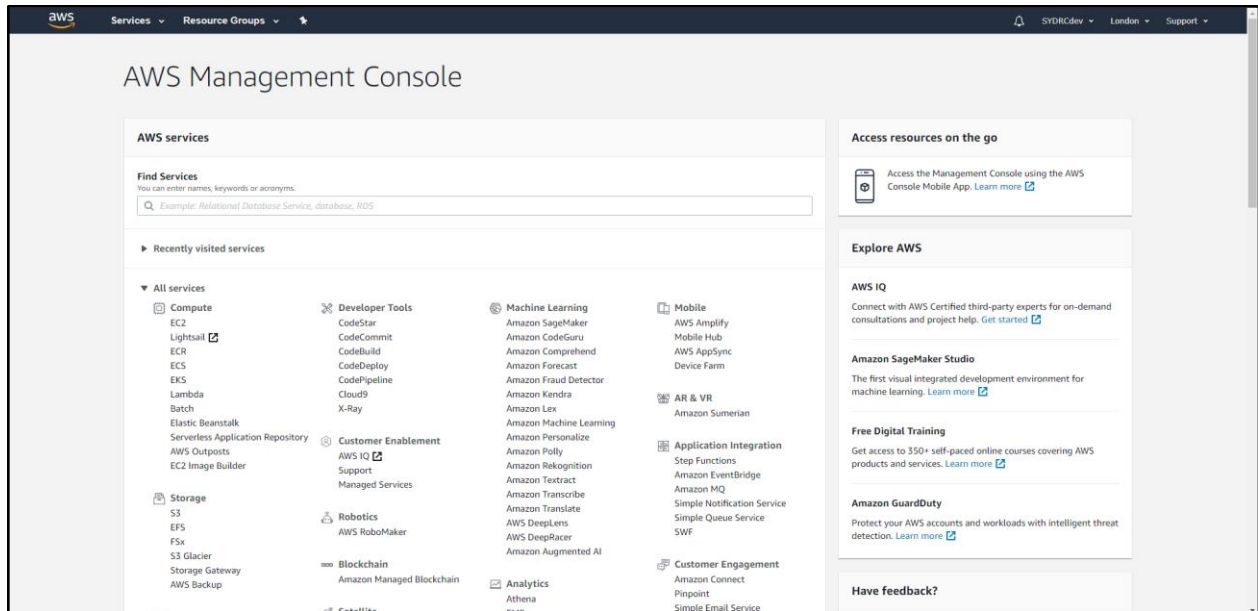 aws
Services
Resource Groups
SYDRCdev
London
Support
AWS Management Console
AWS services
Find Services
You can enter names, keywords or acronyms.
Example: Relational Database Service, database, RDS
Recently visited services
All services
Compute
EC2
Lightsail
ECR
ECS
EKS
Lambda
Batch
Elastic Beanstalk
Serverless Application Repository
AWS Outposts
EC2 Image Builder
Storage
S3
EFS
FSx
S3 Glacier
Storage Gateway
AWS Backup
Developer Tools
CodeStar
CodeCommit
CodeBuild
CodeDeploy
CodePipeline
Cloud9
X-Ray
Customer Enablement
AWS IQ
Support
Managed Services
Robotics
AWS RoboMaker
Blockchain
Amazon Managed Blockchain
Satellite
Machine Learning
Amazon SageMaker
Amazon CodeGuru
Amazon Comprehend
Amazon Forecast
Amazon Fraud Detector
Amazon Kendra
Amazon Lex
Amazon Machine Learning
Amazon Personalize
Amazon Polly
Amazon Rekognition
Amazon Textract
Amazon Transcribe
Amazon Translate
AWS DeepLens
AWS DeepRacer
Amazon Augmented AI
Analytics
Athena
Mobile
AWS Amplify
Mobile Hub
AWS AppSync
Device Farm
AR & VR
Amazon Sumerian
Application Integration
Step Functions
Amazon EventBridge
Amazon MQ
Simple Notification Service
Simple Queue Service
SWF
Customer Engagement
Amazon Connect
Pinpoint
Simple Email Service
Access resources on the go
Access the Management Console using the AWS
Console Mobile App. Learn more
Explore AWS
AWS IQ
Connect with AWS Certified third-party experts for on-demand
consultations and project help. Get started
Amazon SageMaker Studio
The first visual integrated development environment for
machine learning. Learn more
Free Digital Training
Get access to 350+ self-paced online courses covering AWS
products and services. Learn more
Amazon GuardDuty
Protect your AWS accounts and workloads with intelligent threat
detection. Learn more
Have feedback?